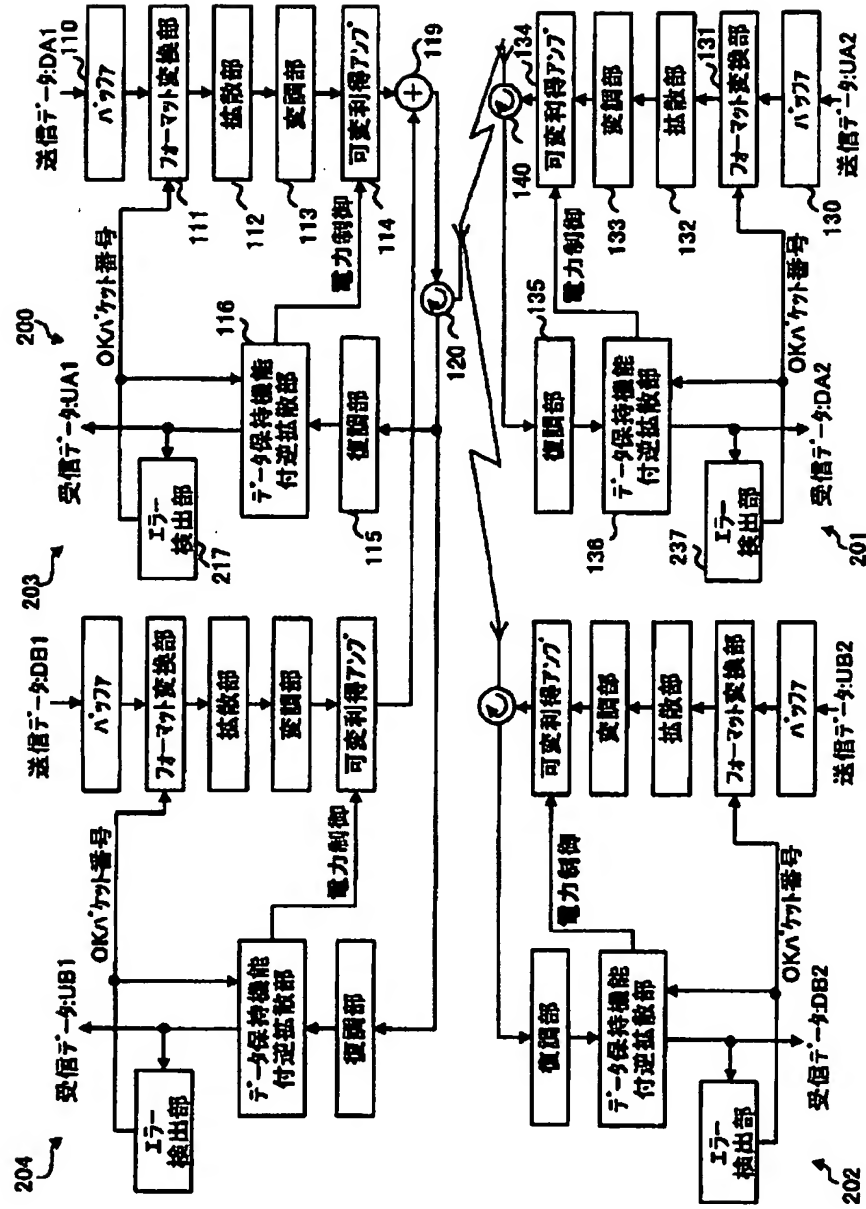 204
受信データ:UB1
エラー
検出部
OKパケット番号
データ保持機能
付逆拡散部
復調部
電力制御
送信データ:DB1
バッファ
フォーマット変換部
拡散部
変調部
可変利得アンプ
203
200
受信データ:UA1
エラー
検出部
217
OKパケット番号
データ保持機能
付逆拡散部
116
復調部
115
電力制御
送信データ:DA1
バッファ
110
フォーマット変換部
111
拡散部
112
変調部
113
可変利得アンプ
114
119
120
202
エラー
検出部
受信データ:DB2
OKパケット番号
データ保持機能
付逆拡散部
復調部
電力制御
可変利得アンプ
変調部
拡散部
フォーマット変換部
バッファ
送信データ:UB2
201
エラー
検出部
237
受信データ:DA2
OKパケット番号
データ保持機能
付逆拡散部
136
復調部
135
電力制御
140
可変利得アンプ
134
変調部
133
拡散部
132
フォーマット変換部
131
バッファ
130
送信データ:UA2